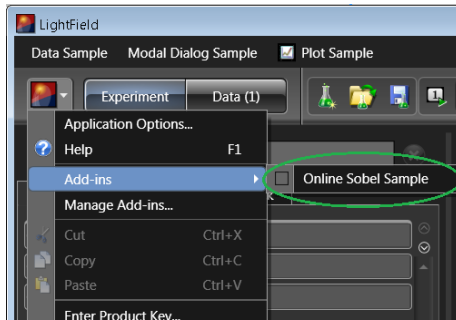 LightField
Data Sample Modal Dialog Sample Plot Sample
Experiment Data (1)
Application Options...
Help F1
Add-ins Online Sobel Sample
Manage Add-ins...
Cut Ctrl+X
Copy Ctrl+C
Paste Ctrl+V
Enter Product Key...